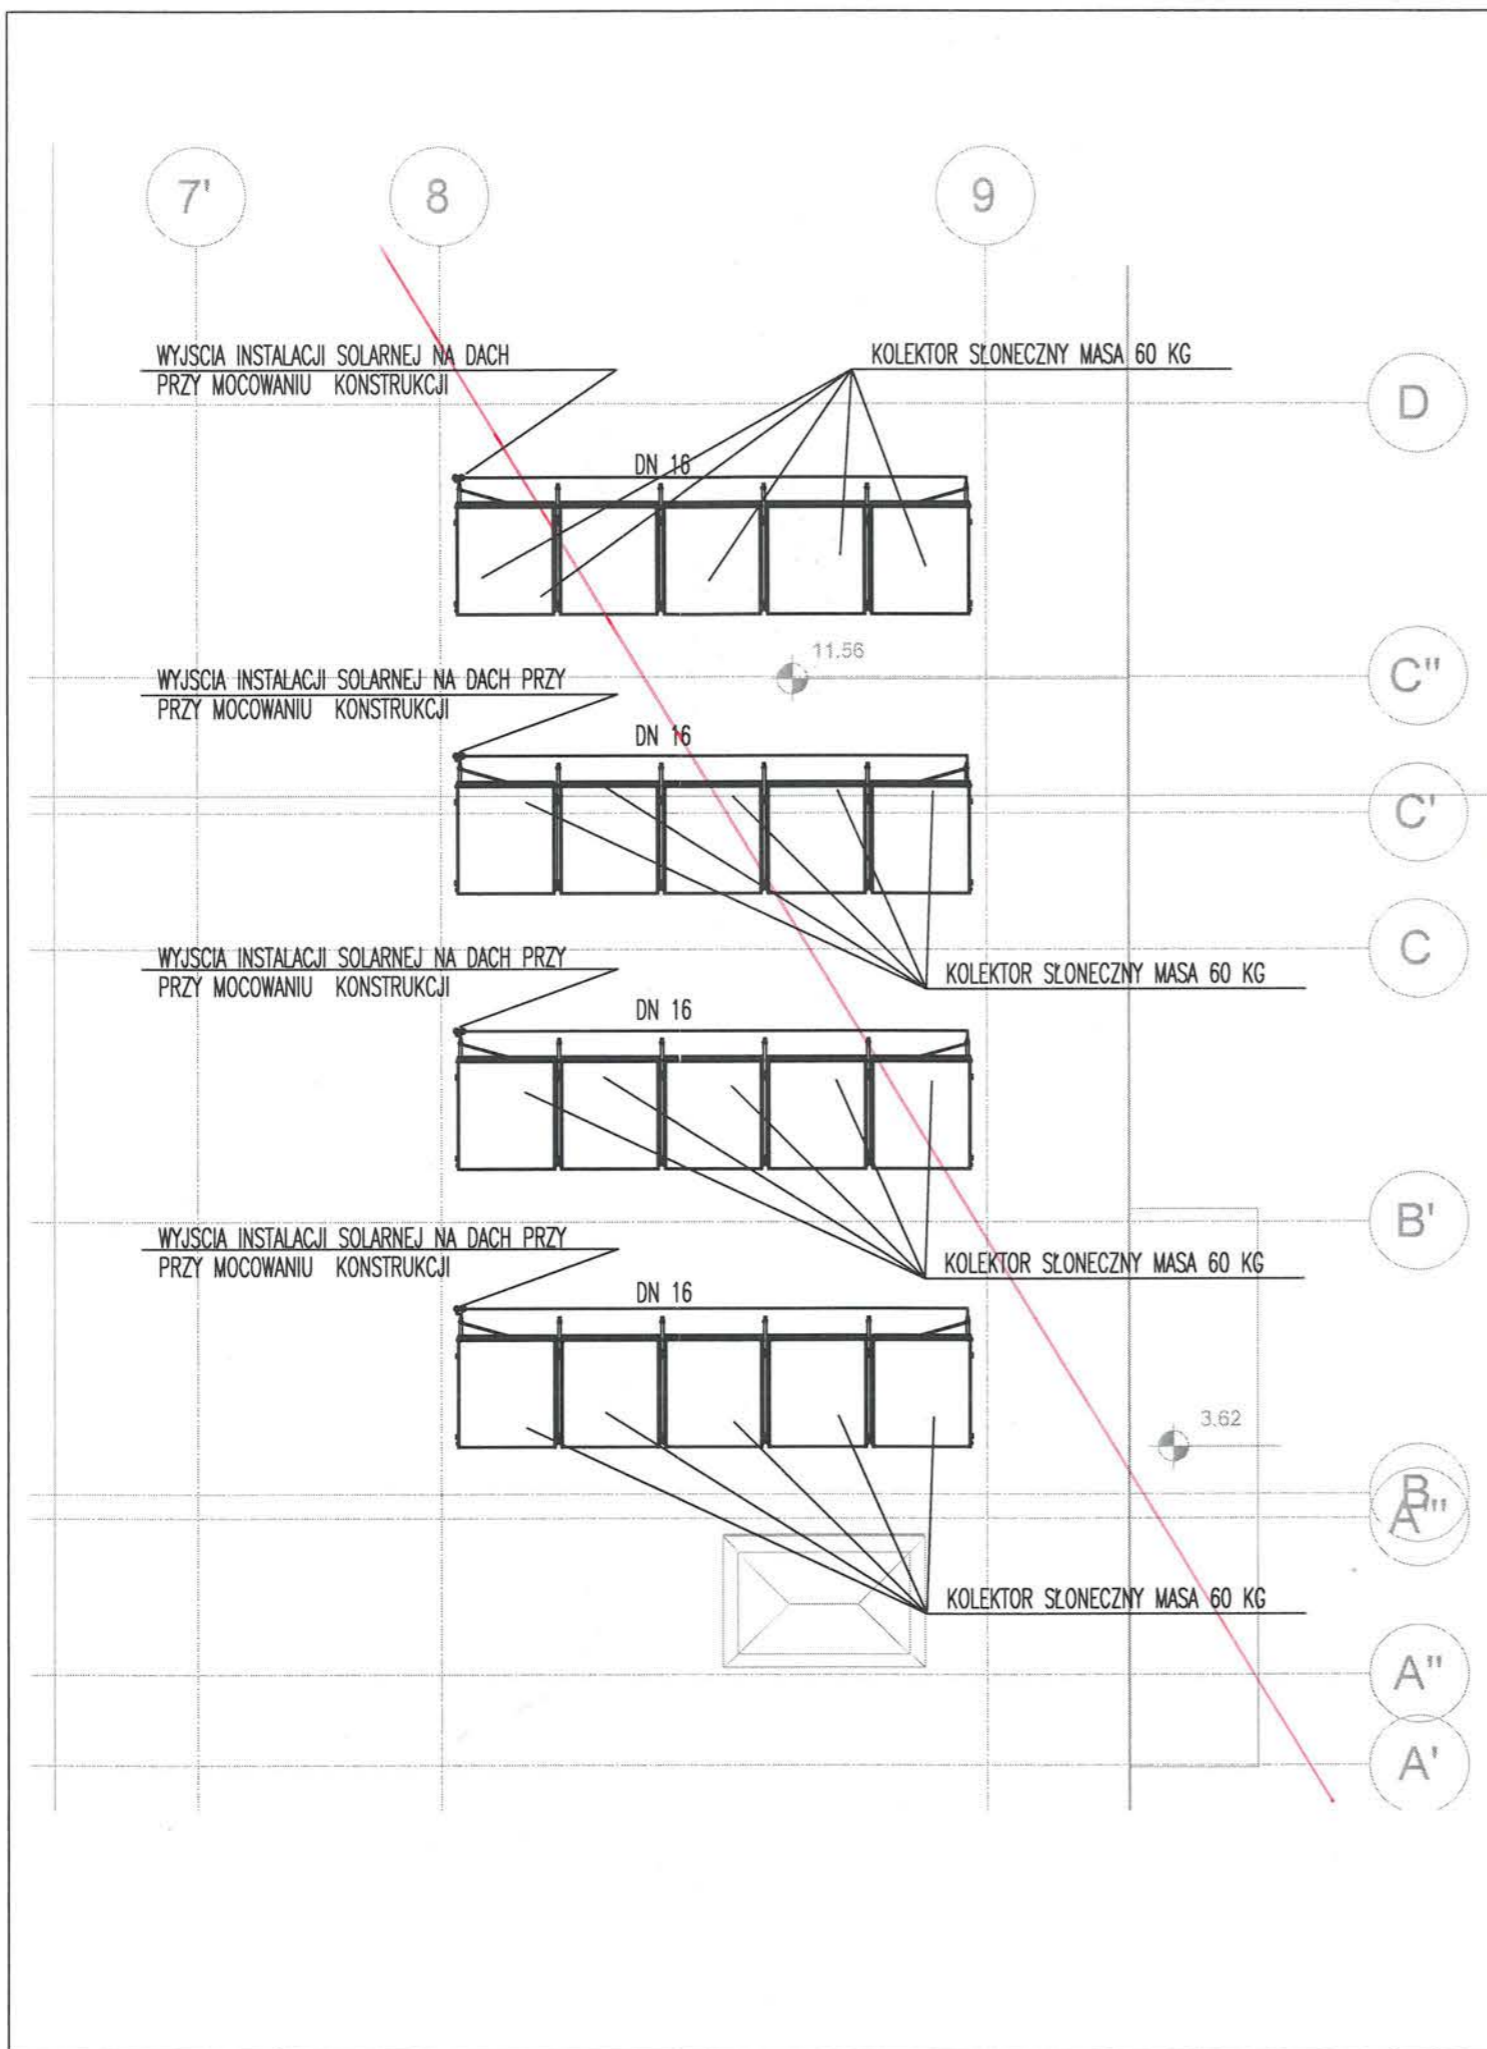 7'
8
9
WYJSCIA INSTALACJI SOLARNEJ NA DACH
PRZY MOCOWANIU KONSTRUKCJI
KOLEKTOR SŁONECZNY MASA 60 KG
D
DN 16
11.56
C"
WYJSCIA INSTALACJI SOLARNEJ NA DACH PRZY
PRZY MOCOWANIU KONSTRUKCJI
DN 16
C'
WYJSCIA INSTALACJI SOLARNEJ NA DACH PRZY
PRZY MOCOWANIU KONSTRUKCJI
C
KOLEKTOR SŁONECZNY MASA 60 KG
DN 16
B'
WYJSCIA INSTALACJI SOLARNEJ NA DACH PRZY
PRZY MOCOWANIU KONSTRUKCJI
KOLEKTOR SŁONECZNY MASA 60 KG
DN 16
3.62
B
A'''
KOLEKTOR SŁONECZNY MASA 60 KG
A"
A'